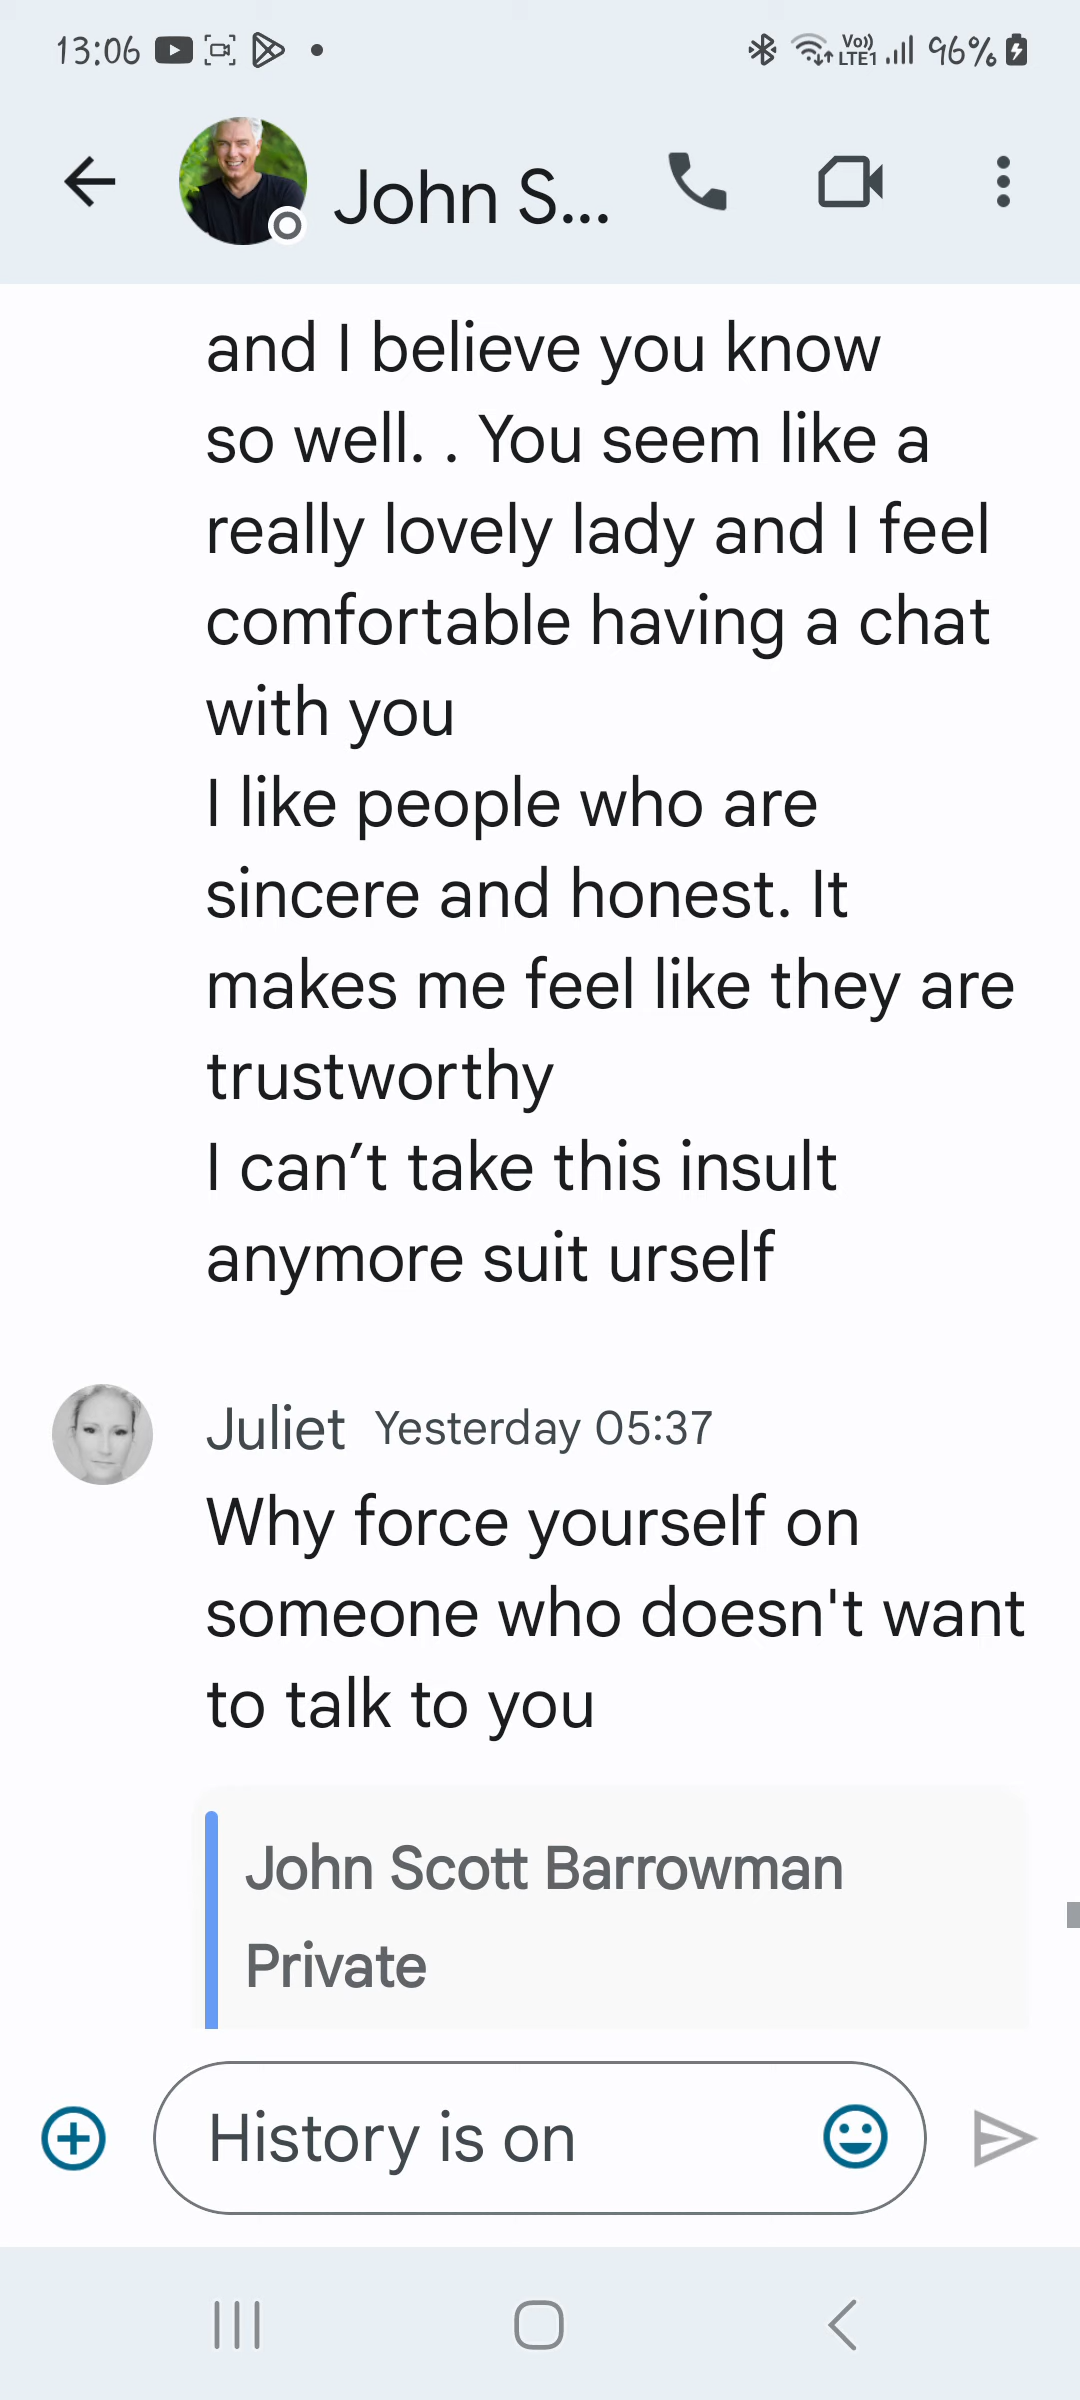 13:06
Vo))
LTE1
96%
John S...
and I believe you know
so well. . You seem like a
really lovely lady and I feel
comfortable having a chat
with you
I like people who are
sincere and honest. It
makes me feel like they are
trustworthy
I can’t take this insult
anymore suit urself
Juliet Yesterday 05:37
Why force yourself on
someone who doesn't want
to talk to you
John Scott Barrowman
Private
History is on